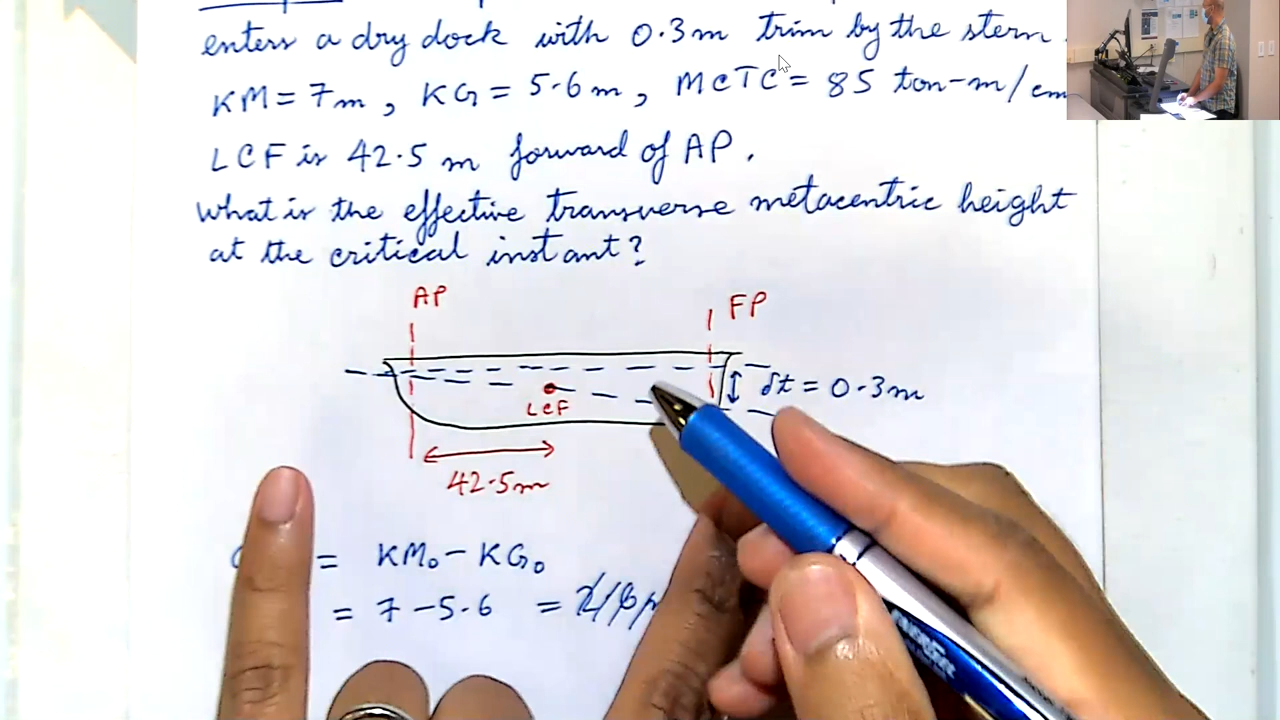 enters a dry dock with 0.3m trim by the stern.
KM = 7m, KG = 5.6m, MCTC = 85 ton-m/cm
LCF is 42.5 m forward of AP.
What is the effective transverse metacentric height
at the critical instant?
AP
FP
δt = 0.3m
LCF
42.5m
= KM₀ - KG₀
= 7 - 5.6 =